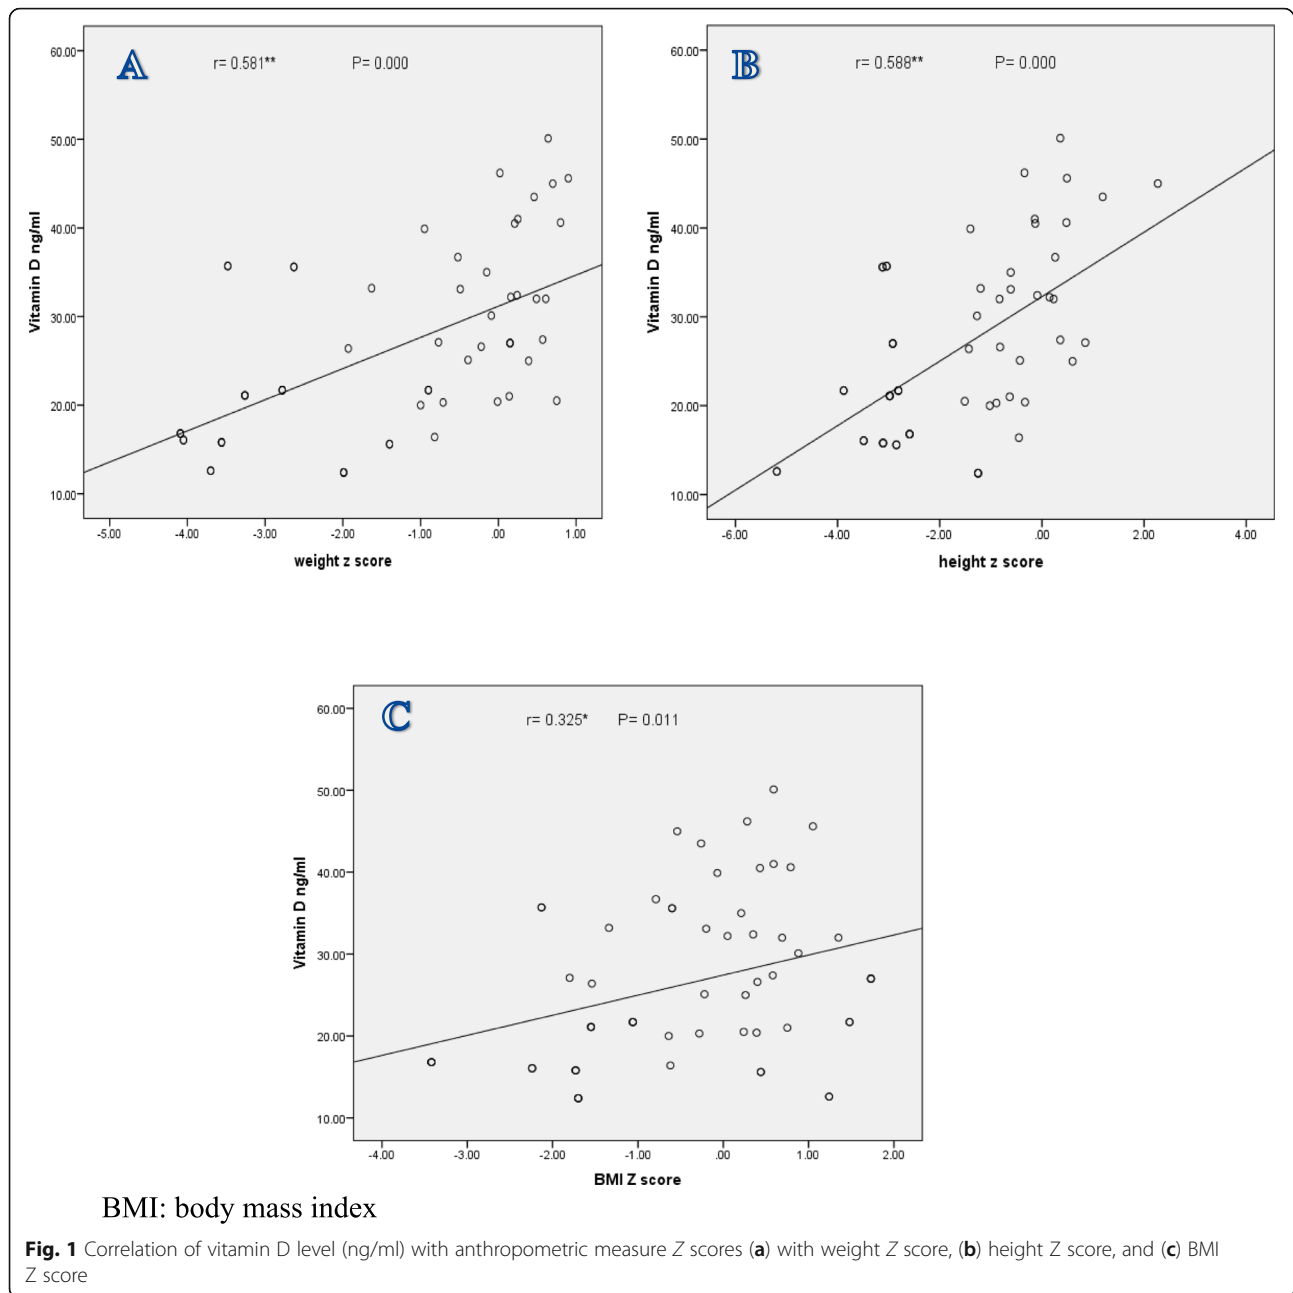 A
r= 0.581** P= 0.000
60.00
50.00
40.00
30.00
20.00
10.00
Vitamin D ng/ml
-5.00 -4.00 -3.00 -2.00 -1.00 .00 1.00
weight z score
B
r= 0.588** P= 0.000
60.00
50.00
40.00
30.00
20.00
10.00
Vitamin D ng/ml
-6.00 -4.00 -2.00 .00 2.00 4.00
height z score
C
r= 0.325* P= 0.011
60.00
50.00
40.00
30.00
20.00
10.00
Vitamin D ng/ml
-4.00 -3.00 -2.00 -1.00 .00 1.00 2.00
BMI Z score
BMI: body mass index
Fig. 1 Correlation of vitamin D level (ng/ml) with anthropometric measure Z scores (a) with weight Z score, (b) height Z score, and (c) BMI
Z score